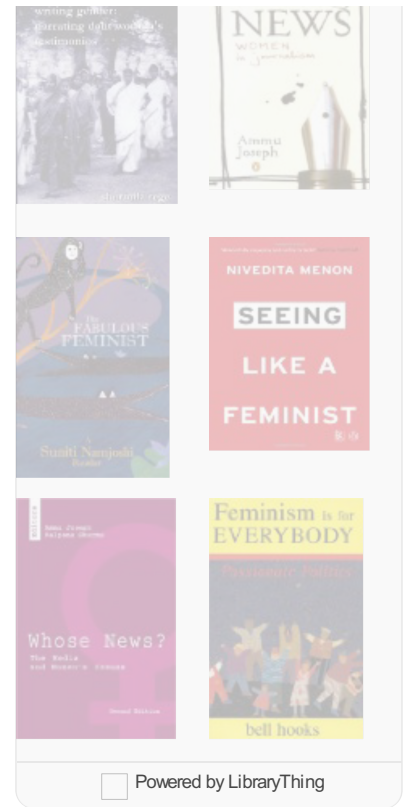 writing gender:
narrating dalit women's
testimonies
sharmila rege
NEWS
WOMEN
in journalism
Ammu
Joseph
The
FABULOUS
FEMINIST
A
Suniti Namjoshi
Reader
NIVEDITA MENON
SEEING
LIKE A
FEMINIST
Ammu Joseph
Kalpana Sharma
Whose News?
The Media
and Women's Issues
Second Edition
Feminism is for
EVERYBODY
Passionate Politics
bell hooks
Powered by LibraryThing